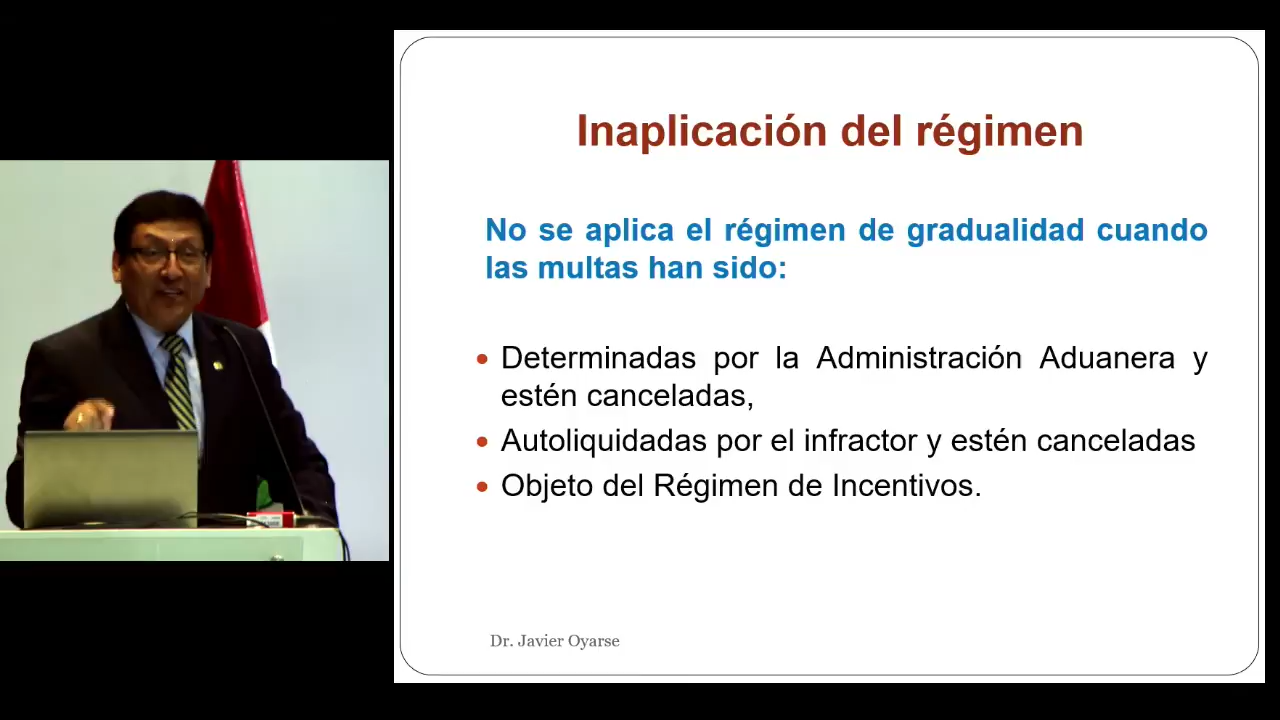 Inaplicación del régimen
No se aplica el régimen de gradualidad cuando
las multas han sido:
• Determinadas por la Administración Aduanera y
estén canceladas,
• Autoliquidadas por el infractor y estén canceladas
• Objeto del Régimen de Incentivos.
Dr. Javier Oyarse